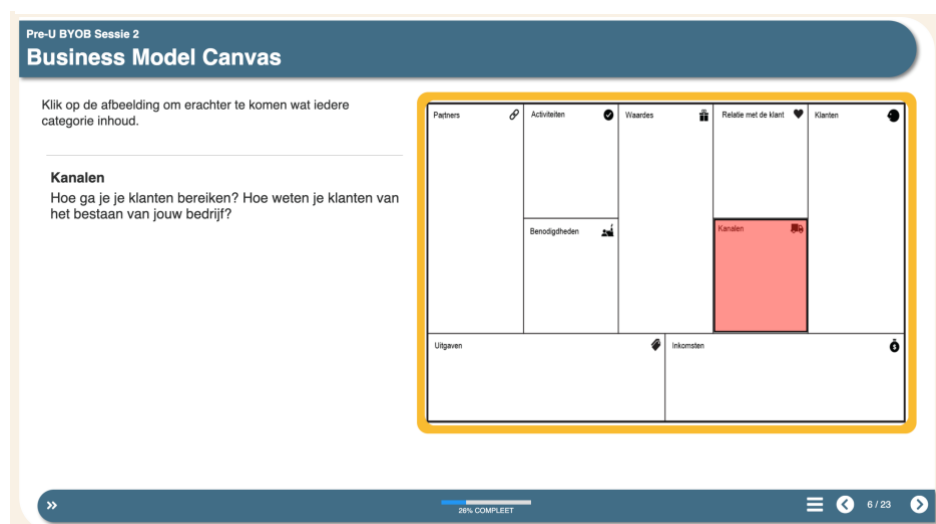 Pre-U BYOB Sessie 2
Business Model Canvas
Klik op de afbeelding om erachter te komen wat iedere
categorie inhoud.
Kanalen
Hoe ga je je klanten bereiken? Hoe weten je klanten van
het bestaan van jouw bedrijf?
Partners
Activiteiten
Waardes
Relatie met de klant
Klanten
Benodigdheden
Kanalen
Uitgaven
Inkomsten
26% COMPLEET
6 / 23